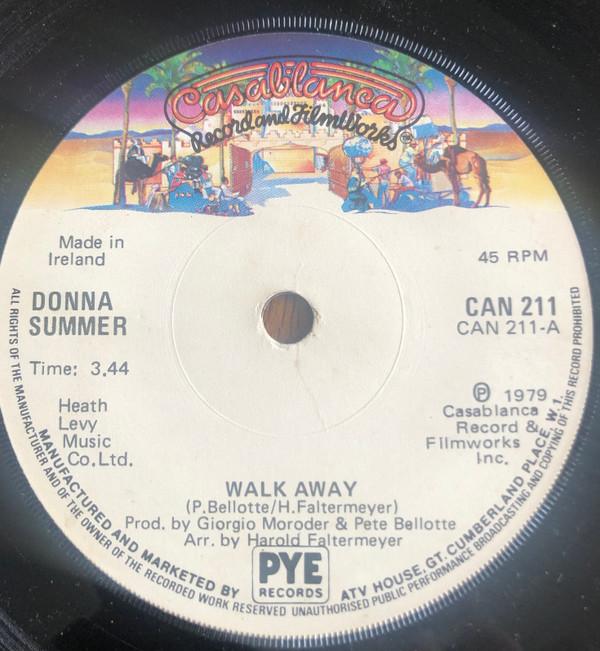 Casablanca
Record and FilmWorks
Made in
Ireland
45 RPM
DONNA
SUMMER
CAN 211
CAN 211-A
Time: 3.44
℗ 1979
Casablanca
Record &
Filmworks
Inc.
Heath
Levy
Music
Co.Ltd.
WALK AWAY
(P.Bellotte/H.Faltermeyer)
Prod. by Giorgio Moroder & Pete Bellotte
Arr. by Harold Faltermeyer
PYE
RECORDS
MANUFACTURED AND MARKETED BY
ATV HOUSE, GT. CUMBERLAND PLACE, W.1.
ALL RIGHTS OF THE MANUFACTURER AND OF THE OWNER OF THE RECORDED WORK RESERVED UNAUTHORISED PUBLIC PERFORMANCE BROADCASTING AND COPYING OF THIS RECORD PROHIBITED